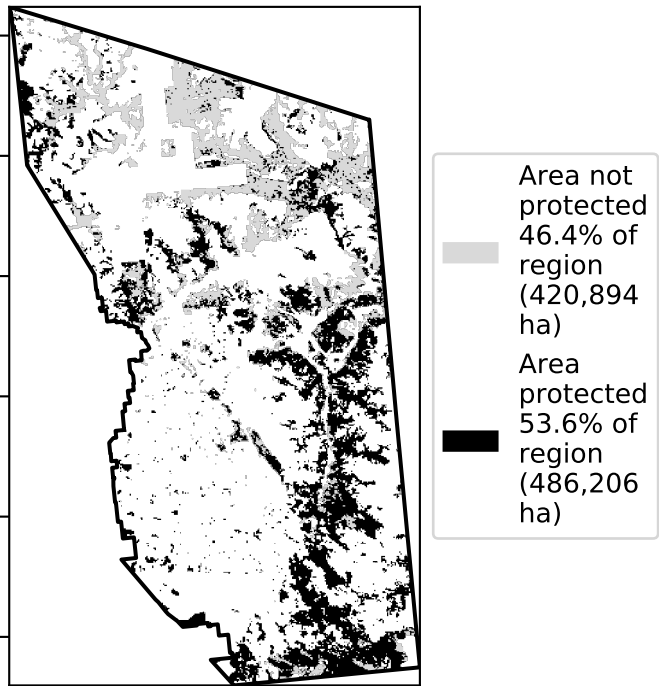 Area not
protected
46.4% of
region
(420,894
ha)
Area
protected
53.6% of
region
(486,206
ha)